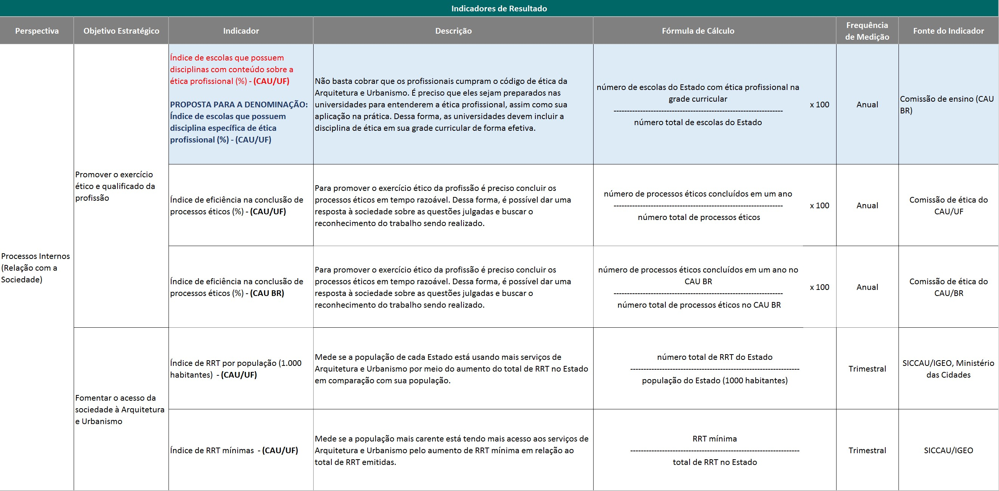 Indicadores de Resultado
Perspectiva
Objetivo Estratégico
Indicador
Descrição
Fórmula de Cálculo
Frequência
de Medição
Fonte do Indicador
Processos Internos
(Relação com a
Sociedade)
Promover o exercício
ético e qualificado da
profissão
Índice de escolas que possuem
disciplinas com conteúdo sobre a
ética profissional (%) - (CAU/UF)
PROPOSTA PARA A DENOMINAÇÃO:
Índice de escolas que possuem
disciplina específica de ética
profissional (%) - (CAU/UF)
Não basta cobrar que os profissionais cumpram o código de ética da
Arquitetura e Urbanismo. É preciso que eles sejam preparados nas
universidades para entenderem a ética profissional, assim como sua
aplicação na prática. Dessa forma, as universidades devem incluir a
disciplina de ética em sua grade curricular de forma efetiva.
número de escolas do Estado com ética profissional na
grade curricular
----------------------------------------------------------------
número total de escolas do Estado
x 100
Anual
Comissão de ensino (CAU
BR)
Índice de eficiência na conclusão de
processos éticos (%) - (CAU/UF)
Para promover o exercício ético da profissão é preciso concluir os
processos éticos em tempo razoável. Dessa forma, é possível dar uma
resposta à sociedade sobre as questões julgadas e buscar o
reconhecimento do trabalho sendo realizado.
número de processos éticos concluídos em um ano
----------------------------------------------------------------
número total de processos éticos
x 100
Anual
Comissão de ética do
CAU/UF
Índice de eficiência na conclusão de
processos éticos (%) - (CAU BR)
Para promover o exercício ético da profissão é preciso concluir os
processos éticos em tempo razoável. Dessa forma, é possível dar uma
resposta à sociedade sobre as questões julgadas e buscar o
reconhecimento do trabalho sendo realizado.
número de processos éticos concluídos em um ano no
CAU BR
----------------------------------------------------------------
número total de processos éticos no CAU BR
x 100
Anual
Comissão de ética do
CAU/BR
Fomentar o acesso da
sociedade à Arquitetura
e Urbanismo
Índice de RRT por população (1.000
habitantes) - (CAU/UF)
Mede se a população de cada Estado está usando mais serviços de
Arquitetura e Urbanismo por meio do aumento do total de RRT no Estado
em comparação com sua população.
número total de RRT do Estado
----------------------------------------------------------------
população do Estado (1000 habitantes)
Trimestral
SICCAU/IGEO, Ministério
das Cidades
Índice de RRT mínimas - (CAU/UF)
Mede se a população mais carente está tendo mais acesso aos serviços de
Arquitetura e Urbanismo pelo aumento de RRT mínima em relação ao
total de RRT emitidas.
RRT mínima
----------------------------------------------------------------
total de RRT no Estado
Trimestral
SICCAU/IGEO